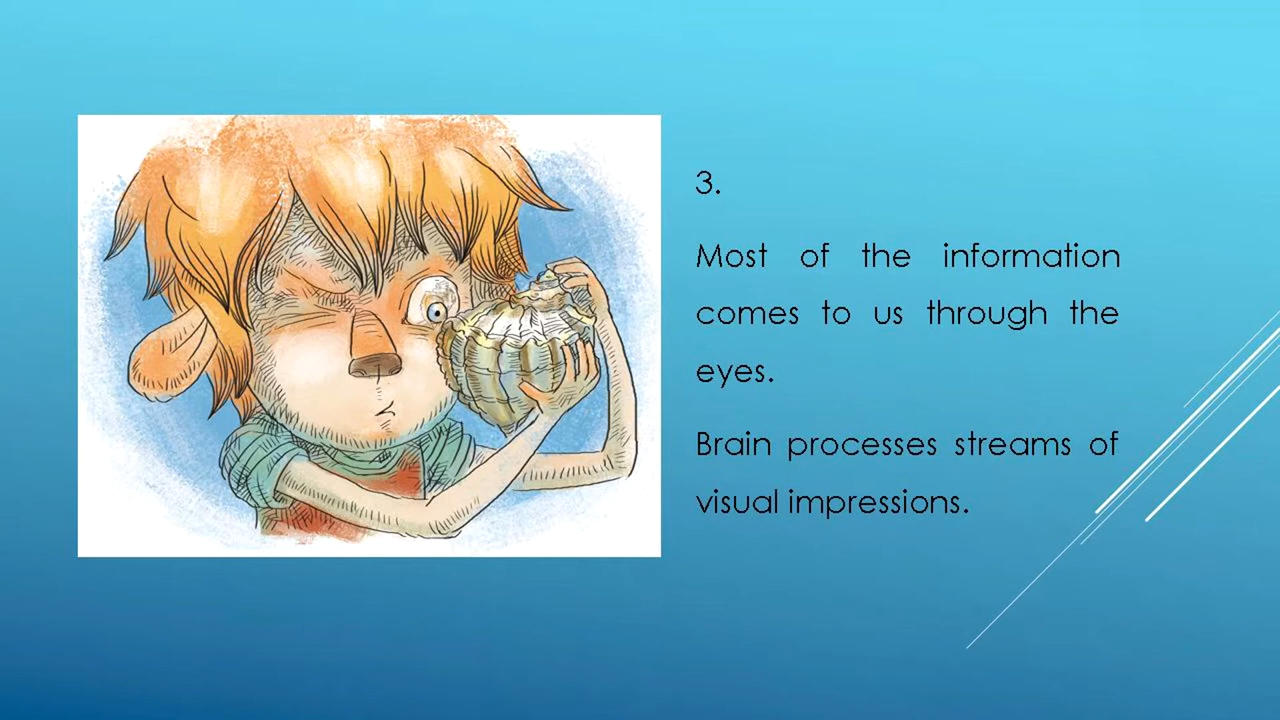 3.
Most of the information
comes to us through the
eyes.
Brain processes streams of
visual impressions.